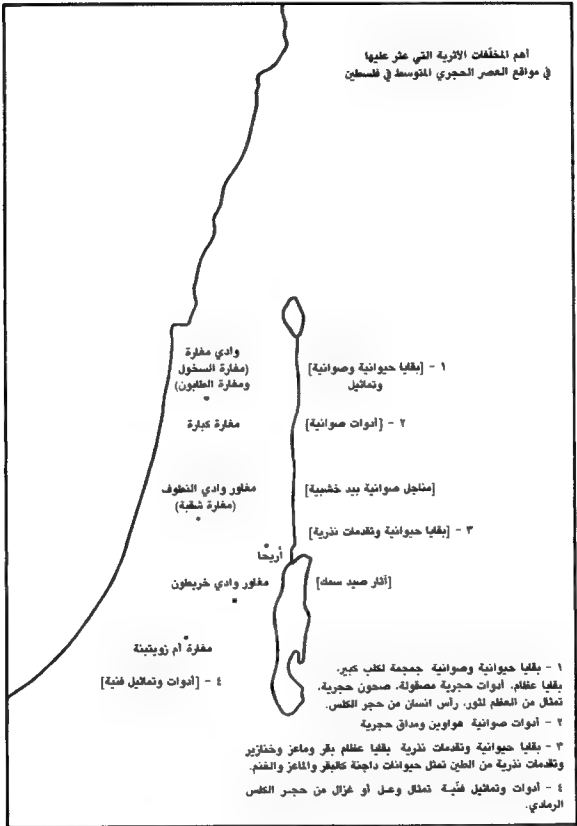 أهم المخلّفات الأثرية التي عثر عليها
في مواقع العصر الحجري المتوسط في فلسطين
وادي مغارة
(مغارة السخول
ومغارة الطابون)
١ - [بقايا حيوانية وصوانية]
وتماثيل
مغارة كبارة
٢ - [أدوات صوانية]
مغاور وادي النطوف
(مغارة شقبة)
[مناجل صوانية بيد خشبية]
٣ - [بقايا حيوانية وتقدمات نذرية]
أريحا
مغاور وادي خريطون
[آثار صيد سمك]
مغارة أم زويتينة
٤ - [أدوات وتماثيل فنية]
١ - بقايا حيوانية وصوانية جمجمة لكلب كبير،
بقايا عظام، أدوات حجرية مصقولة، صحون حجرية،
تمثال من العظم لثور، رأس انسان من حجر الكلس.
٢ - أدوات صوانية هواوين ومداق حجرية
٣ - بقايا حيوانية وتقدمات نذرية بقايا عظام بقر وماعز وخنازير
وتقدمات نذرية من الطين تمثل حيوانات داجنة كالبقر والماعز والغنم.
٤ - أدوات وتماثيل فنّية تمثال وعل أو غزال من حجر الكلس
الرمادي.